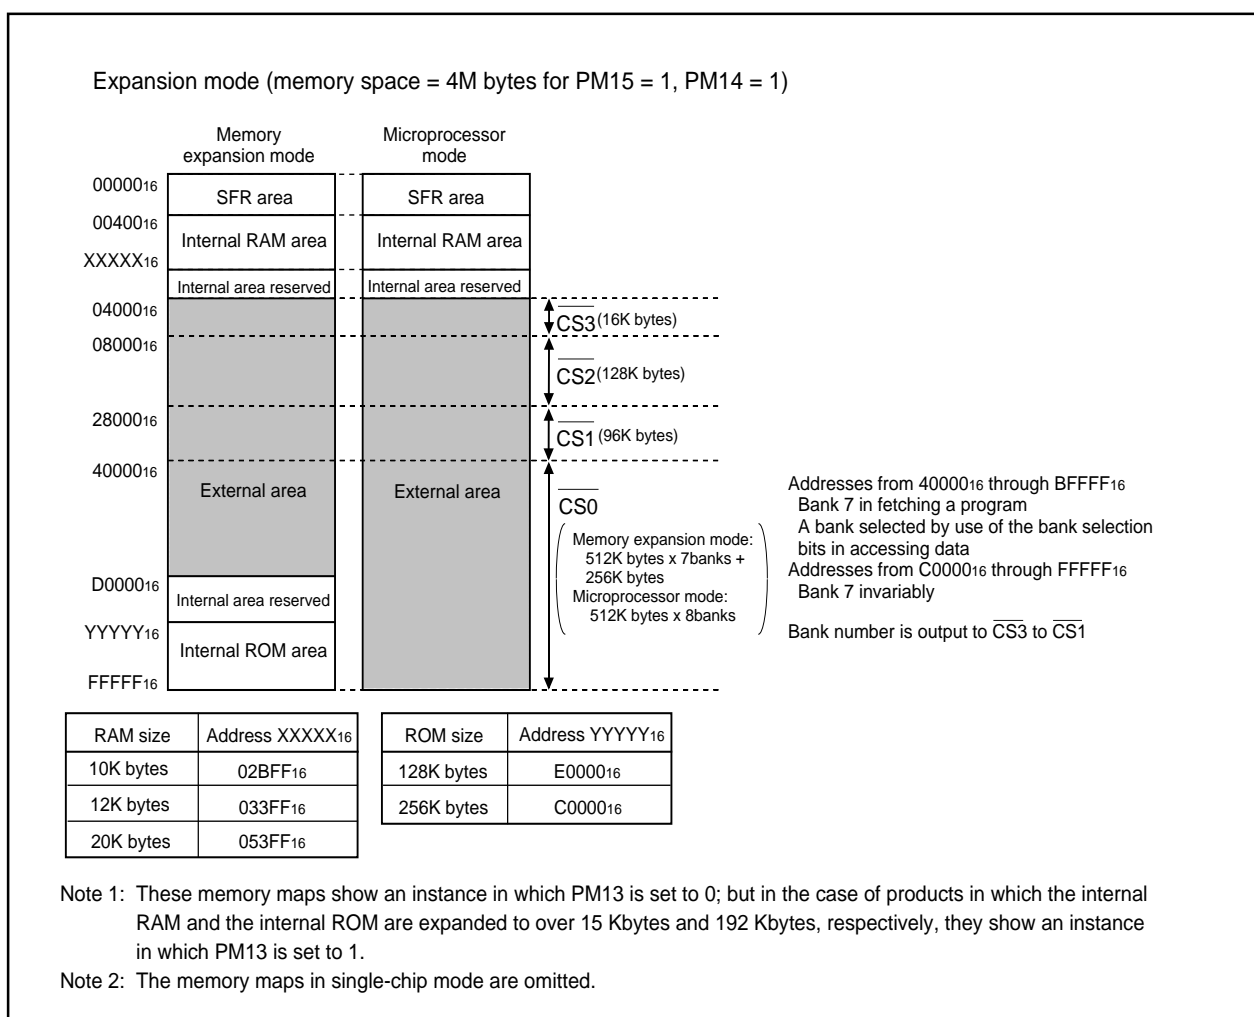 Expansion mode (memory space = 4M bytes for PM15 = 1, PM14 = 1)
Memory
expansion mode
Microprocessor
mode
00000₁₆
SFR area
SFR area
00400₁₆
Internal RAM area
Internal RAM area
XXXXX₁₆
Internal area reserved
Internal area reserved
04000₁₆
CS3 (16K bytes)
08000₁₆
CS2 (128K bytes)
28000₁₆
CS1 (96K bytes)
40000₁₆
External area
External area
CS0
Memory expansion mode:
512K bytes x 7banks +
256K bytes
Microprocessor mode:
512K bytes x 8banks
Addresses from 40000₁₆ through BFFFF₁₆
Bank 7 in fetching a program
A bank selected by use of the bank selection
bits in accessing data
Addresses from C0000₁₆ through FFFFF₁₆
Bank 7 invariably
Bank number is output to CS3 to CS1
D0000₁₆
Internal area reserved
YYYYY₁₆
Internal ROM area
FFFFF₁₆
RAM size Address XXXXX₁₆
10K bytes 02BFF₁₆
12K bytes 033FF₁₆
20K bytes 053FF₁₆
ROM size Address YYYYY₁₆
128K bytes E0000₁₆
256K bytes C0000₁₆
Note 1: These memory maps show an instance in which PM13 is set to 0; but in the case of products in which the internal
RAM and the internal ROM are expanded to over 15 Kbytes and 192 Kbytes, respectively, they show an instance
in which PM13 is set to 1.
Note 2: The memory maps in single-chip mode are omitted.